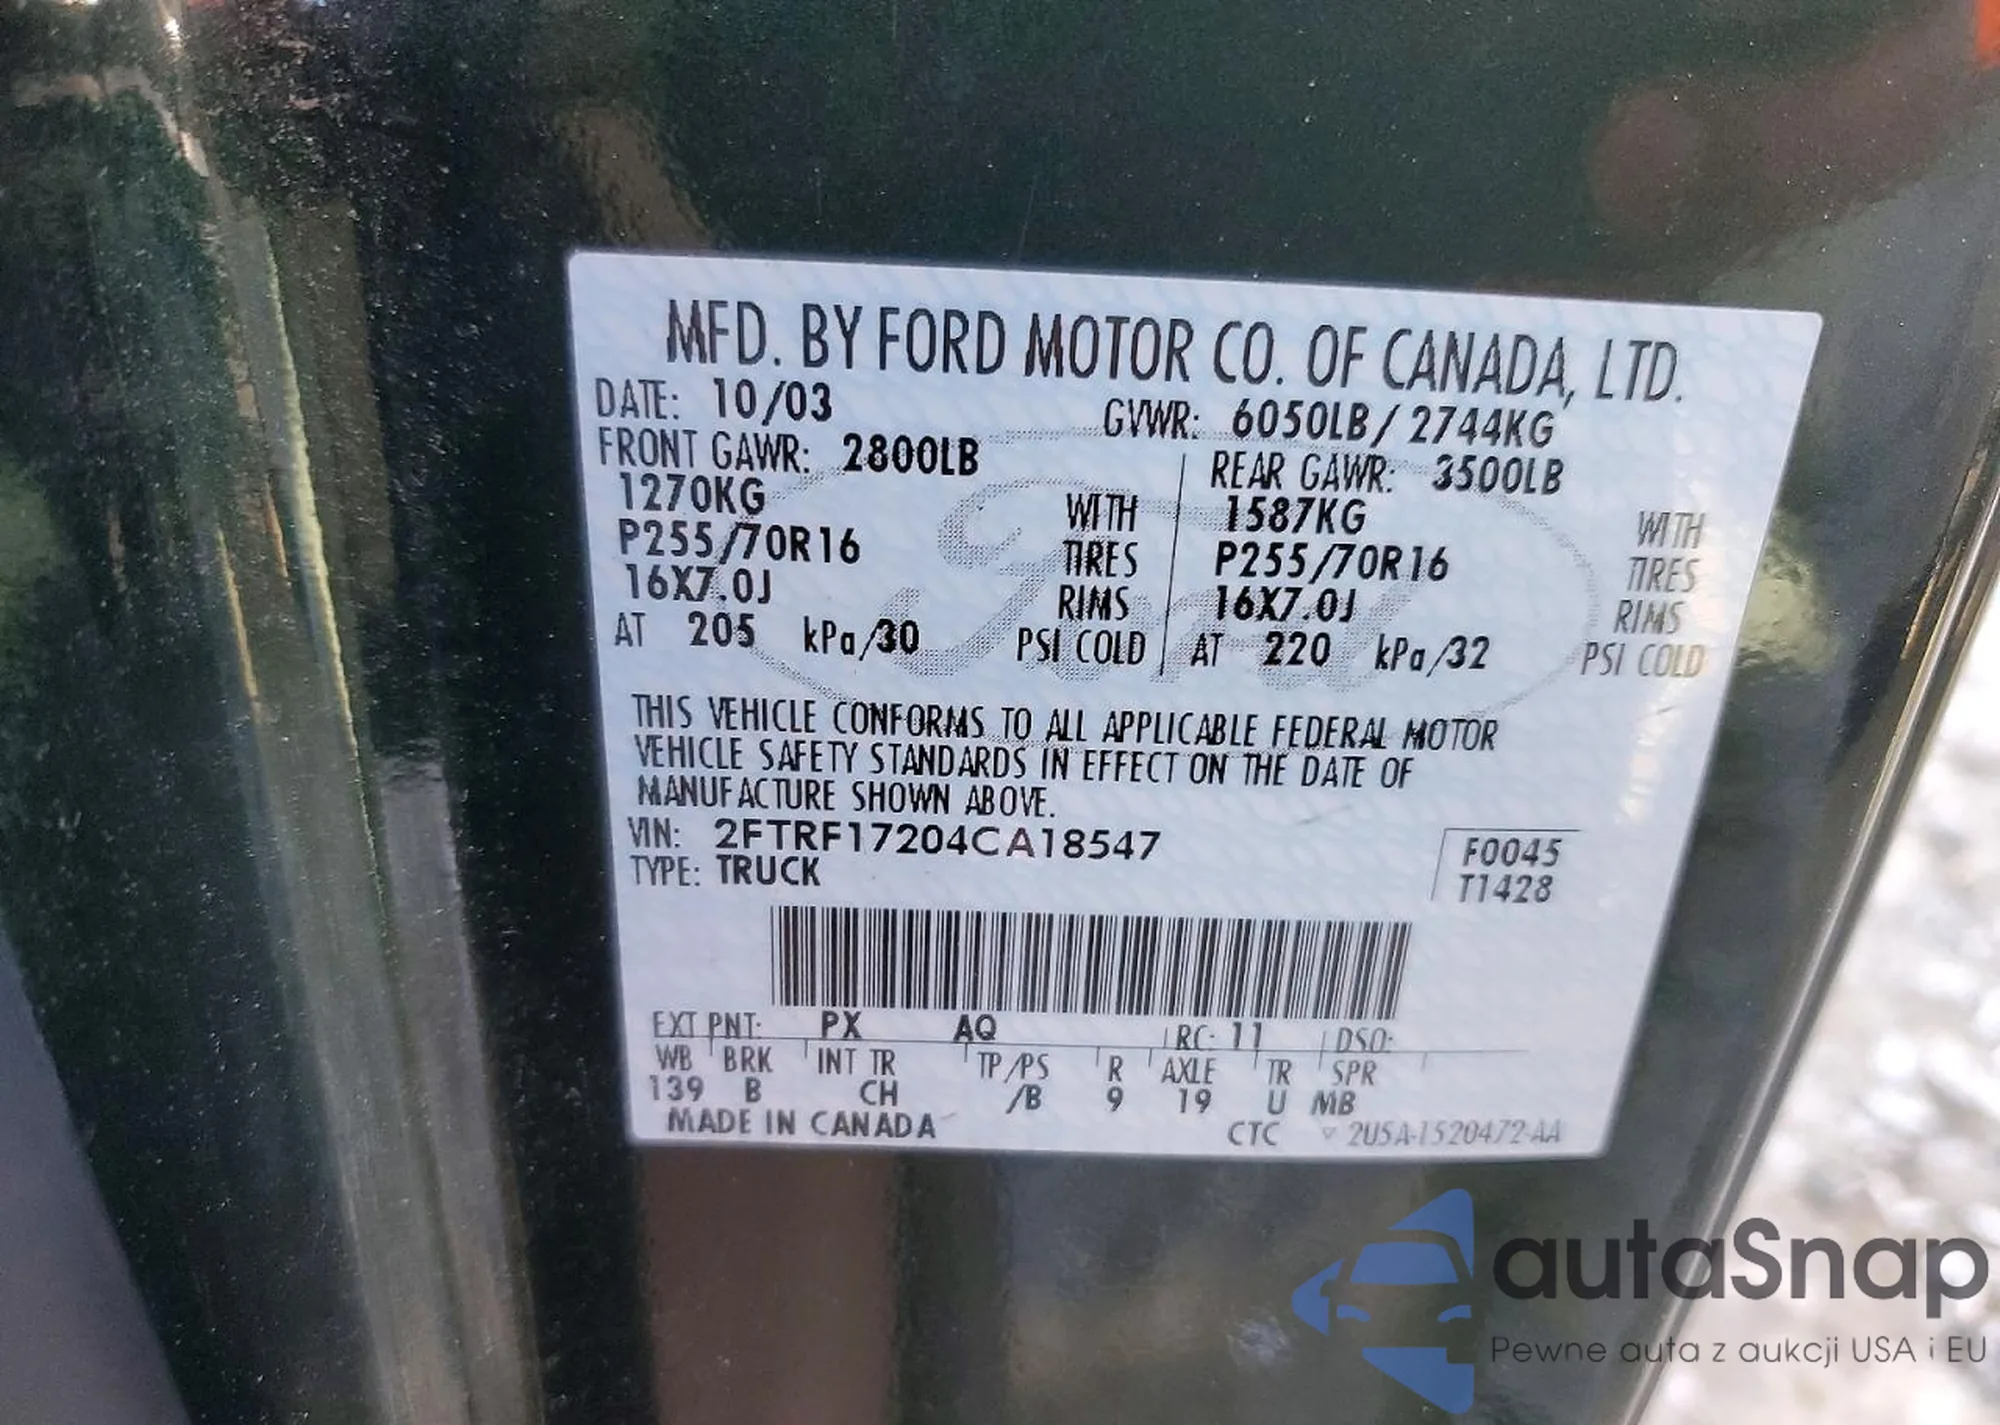 MFD. BY FORD MOTOR CO. OF CANADA, LTD.
DATE: 10/03 GVWR: 6050LB / 2744KG
FRONT GAWR: 2800LB REAR GAWR: 3500LB
1270KG WITH 1587KG WITH
P255/70R16 TIRES P255/70R16 TIRES
16X7.0J RIMS 16X7.0J RIMS
AT 205 kPa/30 PSI COLD AT 220 kPa/32 PSI COLD
THIS VEHICLE CONFORMS TO ALL APPLICABLE FEDERAL MOTOR
VEHICLE SAFETY STANDARDS IN EFFECT ON THE DATE OF
MANUFACTURE SHOWN ABOVE.
VIN: 2FTRF17204CA18547 F0045
TYPE: TRUCK T1428
EXT PNT: PX AQ RC: 11 DSO:
WB BRK INT TR TP/PS R AXLE TR SPR
139 B CH /B 9 19 U MB
MADE IN CANADA CTC ▽ 2U5A-1520472-AA
autaSnap
Pewne auta z aukcji USA i EU